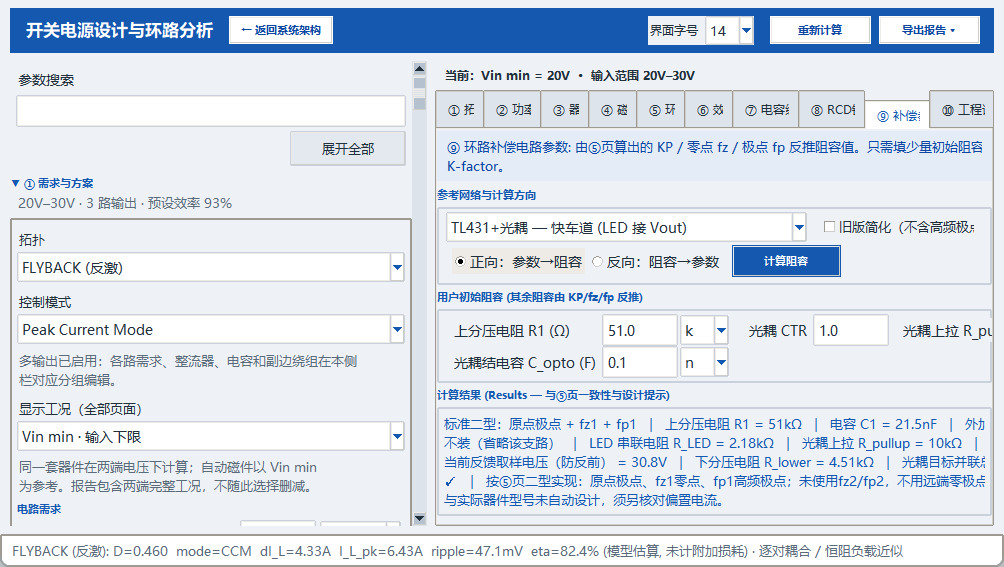 开关电源设计与环路分析
← 返回系统架构
界面字号 14
重新计算
导出报告
参数搜索
展开全部
① 需求与方案
20V–30V · 3 路输出 · 预设效率 93%
拓扑
FLYBACK (反激)
控制模式
Peak Current Mode
多输出已启用：各路需求、整流器、电容和副边绕组在本侧
栏对应分组编辑。
显示工况（全部页面）
Vin min · 输入下限
同一套器件在两端电压下计算；自动磁件以 Vin min
为参考。报告包含两端完整工况，不随此选择删减。
电路需求
当前：Vin min = 20V · 输入范围 20V–30V
① 拓
② 功率
③ 器
④ 磁
⑤ 环
⑥ 效
⑦ 电容纟
⑧ RCD
⑨ 补偿
⑩ 工程
⑨ 环路补偿电路参数: 由⑤页算出的 KP / 零点 fz / 极点 fp 反推阻容值。只需填少量初始阻容
K-factor。
参考网络与计算方向
TL431+光耦 — 快车道 (LED 接 Vout)
旧版简化（不含高频极点
正向：参数→阻容
反向：阻容→参数
计算阻容
用户初始阻容 (其余阻容由 KP/fz/fp 反推)
上分压电阻 R1 (Ω) 51.0 k 光耦 CTR 1.0 光耦上拉 R_pu
光耦结电容 C_opto (F) 0.1 n
计算结果 (Results — 与⑤页一致性与设计提示)
标准二型：原点极点 + fz1 + fp1 | 上分压电阻 R1 = 51kΩ | 电容 C1 = 21.5nF | 外加
不装（省略该支路） | LED 串联电阻 R_LED = 2.18kΩ | 光耦上拉 R_pullup = 10kΩ |
当前反馈取样电压（防反前） = 30.8V | 下分压电阻 R_lower = 4.51kΩ | 光耦目标并联总
✓ | 按⑤页二型实现：原点极点、fz1偏零点、fp1高频极点；未使用fz2/fp2，不用远端零极点
与实际器件型号未自动设计，须另核对偏置电流。
FLYBACK (反激): D=0.460 mode=CCM dI_L=4.33A I_L_pk=6.43A ripple=47.1mV eta=82.4% (模型估算, 未计附加损耗) · 逐对耦合 / 恒阻负载近似